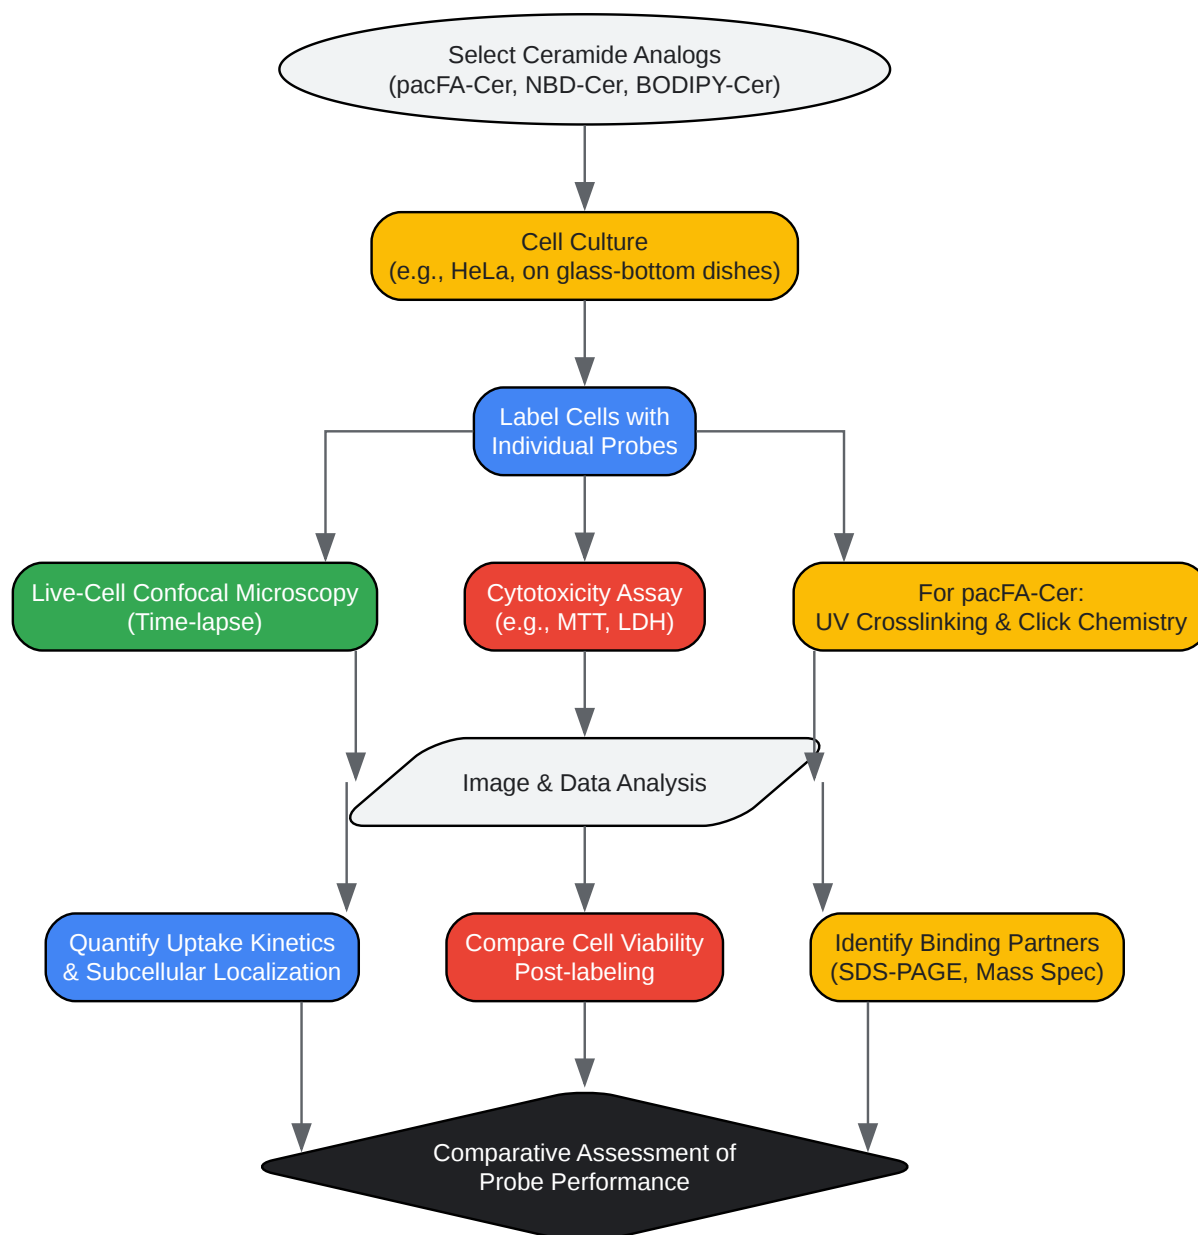 Select Ceramide Analogs
(pacFA-Cer, NBD-Cer, BODIPY-Cer)
Cell Culture
(e.g., HeLa, on glass-bottom dishes)
Label Cells with
Individual Probes
Live-Cell Confocal Microscopy
(Time-lapse)
Cytotoxicity Assay
(e.g., MTT, LDH)
For pacFA-Cer:
UV Crosslinking & Click Chemistry
Image & Data Analysis
Quantify Uptake Kinetics
& Subcellular Localization
Compare Cell Viability
Post-labeling
Identify Binding Partners
(SDS-PAGE, Mass Spec)
Comparative Assessment of
Probe Performance